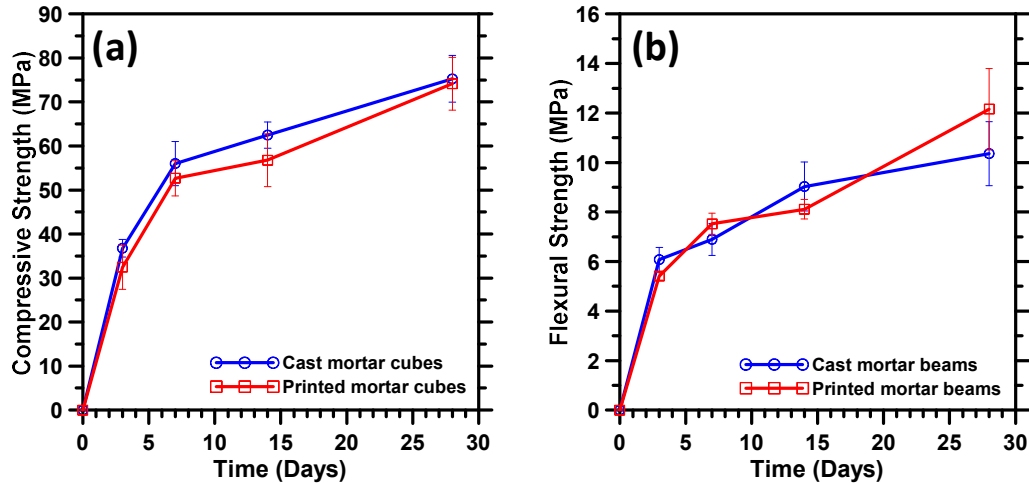 (a)
Compressive Strength (MPa)
90
80
70
60
50
40
30
20
10
0
0 5 10 15 20 25 30
Time (Days)
Cast mortar cubes
Printed mortar cubes
(b)
Flexural Strength (MPa)
16
14
12
10
8
6
4
2
0
0 5 10 15 20 25 30
Time (Days)
Cast mortar beams
Printed mortar beams